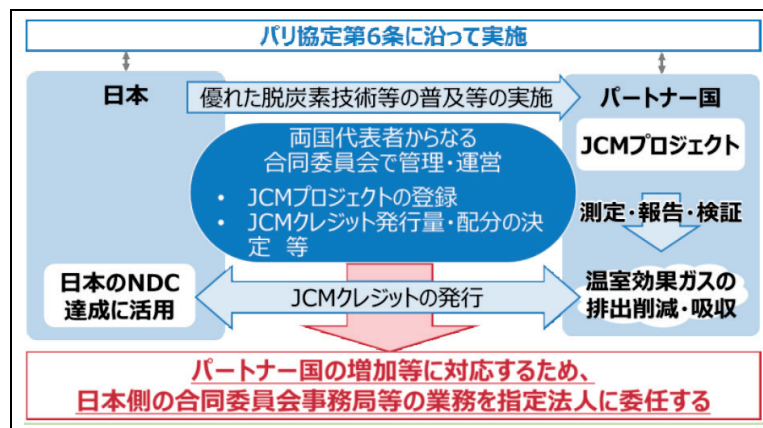 パリ協定第6条に沿って実施
日本
優れた脱炭素技術等の普及等の実施
パートナー国
両国代表者からなる
合同委員会で管理・運営
• JCMプロジェクトの登録
• JCMクレジット発行量・配分の決
定 等
JCMプロジェクト
測定・報告・検証
日本のNDC
達成に活用
JCMクレジットの発行
温室効果ガスの
排出削減・吸収
パートナー国の増加等に対応するため、
日本側の合同委員会事務局等の業務を指定法人に委任する